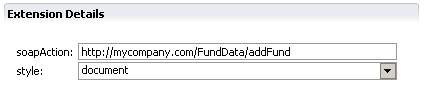 Extension Details
soapAction: http://mycompany.com/FundData/addFund
style: document